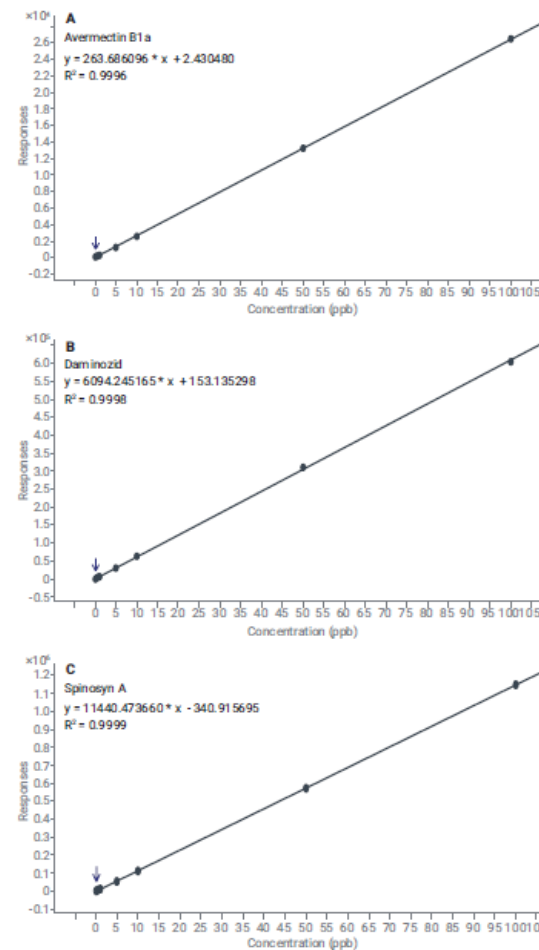 ×10⁴
A
Avermectin B1a
y = 263.686096 * x + 2.430480
R² = 0.9996
Responses
2.6
2.4
2.2
2.0
1.8
1.6
1.4
1.2
1.0
0.8
0.6
0.4
0.2
0
-0.2
0 5 10 15 20 25 30 35 40 45 50 55 60 65 70 75 80 85 90 95 100 105
Concentration (ppb)
B
Daminozid
y = 6094.245165 * x + 153.135298
R² = 0.9998
Responses
6.0
5.5
5.0
4.5
4.0
3.5
3.0
2.5
2.0
1.5
1.0
0.5
0
-0.5
0 5 10 15 20 25 30 35 40 45 50 55 60 65 70 75 80 85 90 95 100 105
Concentration (ppb)
×10⁶
C
Spinosyn A
y = 11440.473660 * x - 340.915695
R² = 0.9999
Responses
1.2
1.1
1.0
0.9
0.8
0.7
0.6
0.5
0.4
0.3
0.2
0.1
0
-0.1
0 5 10 15 20 25 30 35 40 45 50 55 60 65 70 75 80 85 90 95 100
Concentration (ppb)